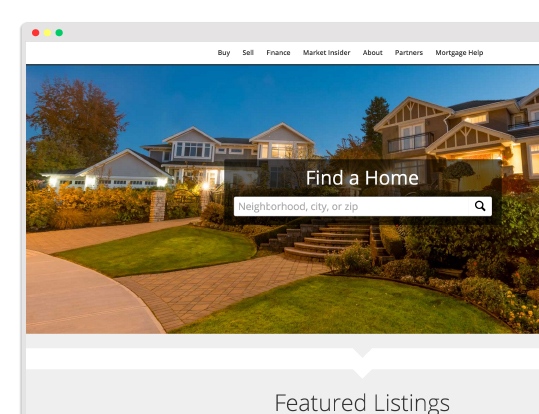 Buy Sell Finance Market Insider About Partners Mortgage Help
Find a Home
Neighborhood, city, or zip
Featured Listings